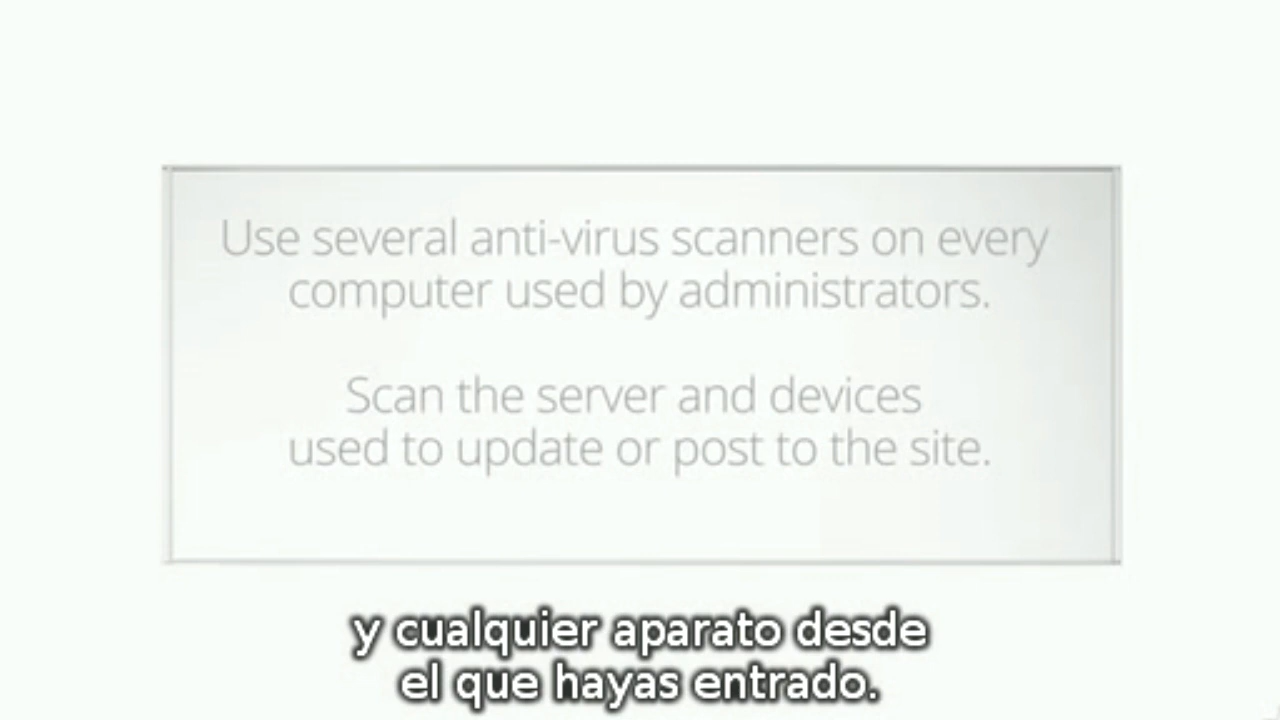 Use several anti-virus scanners on every
computer used by administrators.
Scan the server and devices
used to update or post to the site.
y cualquier aparato desde
el que hayas entrado.